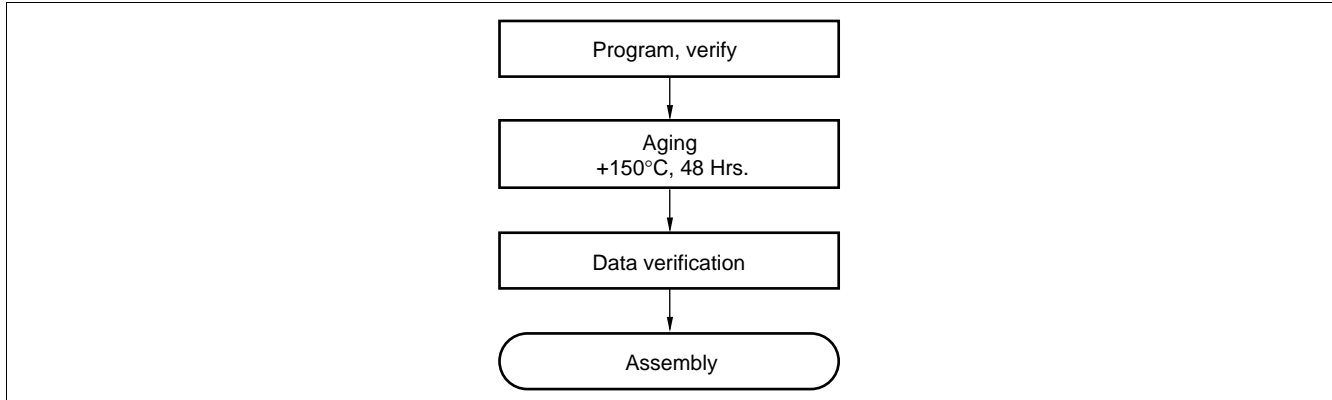 Program, verify
Aging
+150°C, 48 Hrs.
Data verification
Assembly